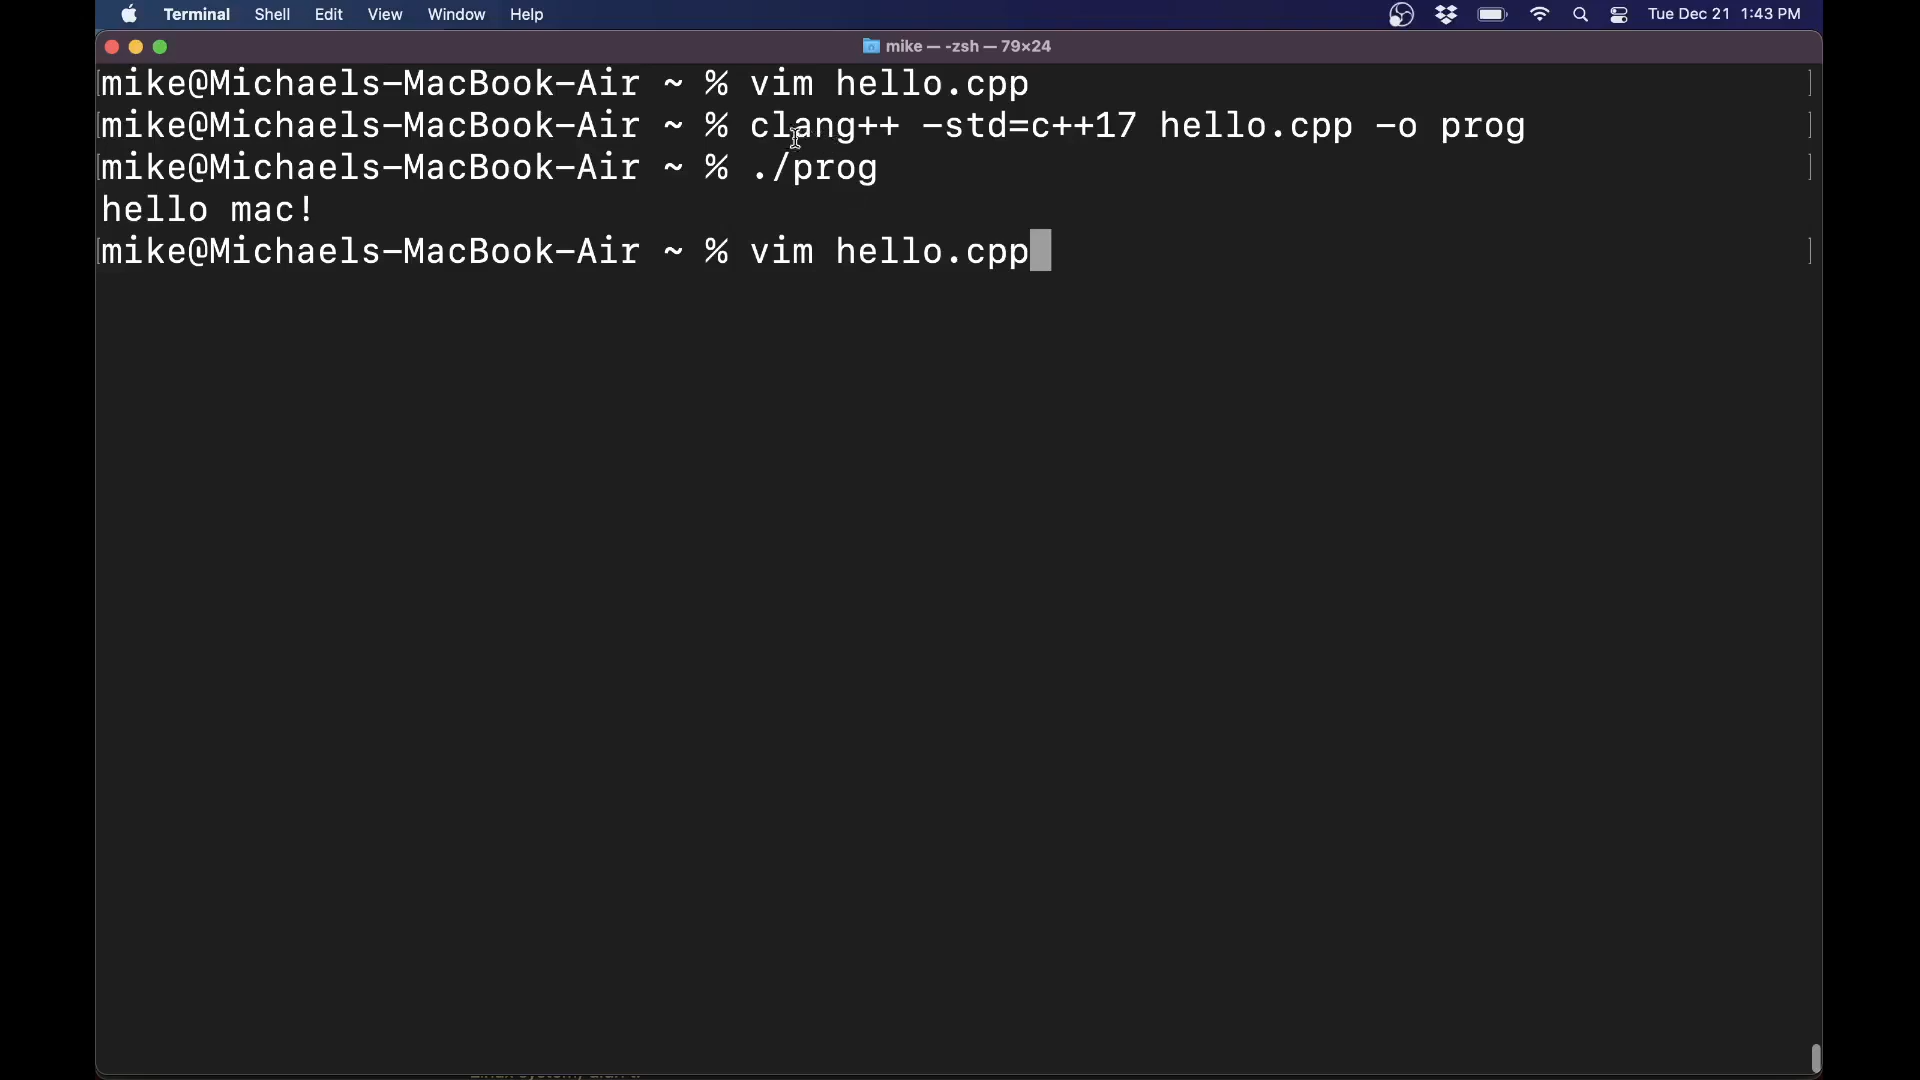 Terminal Shell Edit View Window Help Tue Dec 21 1:43 PM
mike — -zsh — 79×24
mike@Michaels-MacBook-Air ~ % vim hello.cpp
mike@Michaels-MacBook-Air ~ % clang++ -std=c++17 hello.cpp -o prog
mike@Michaels-MacBook-Air ~ % ./prog
hello mac!
mike@Michaels-MacBook-Air ~ % vim hello.cpp